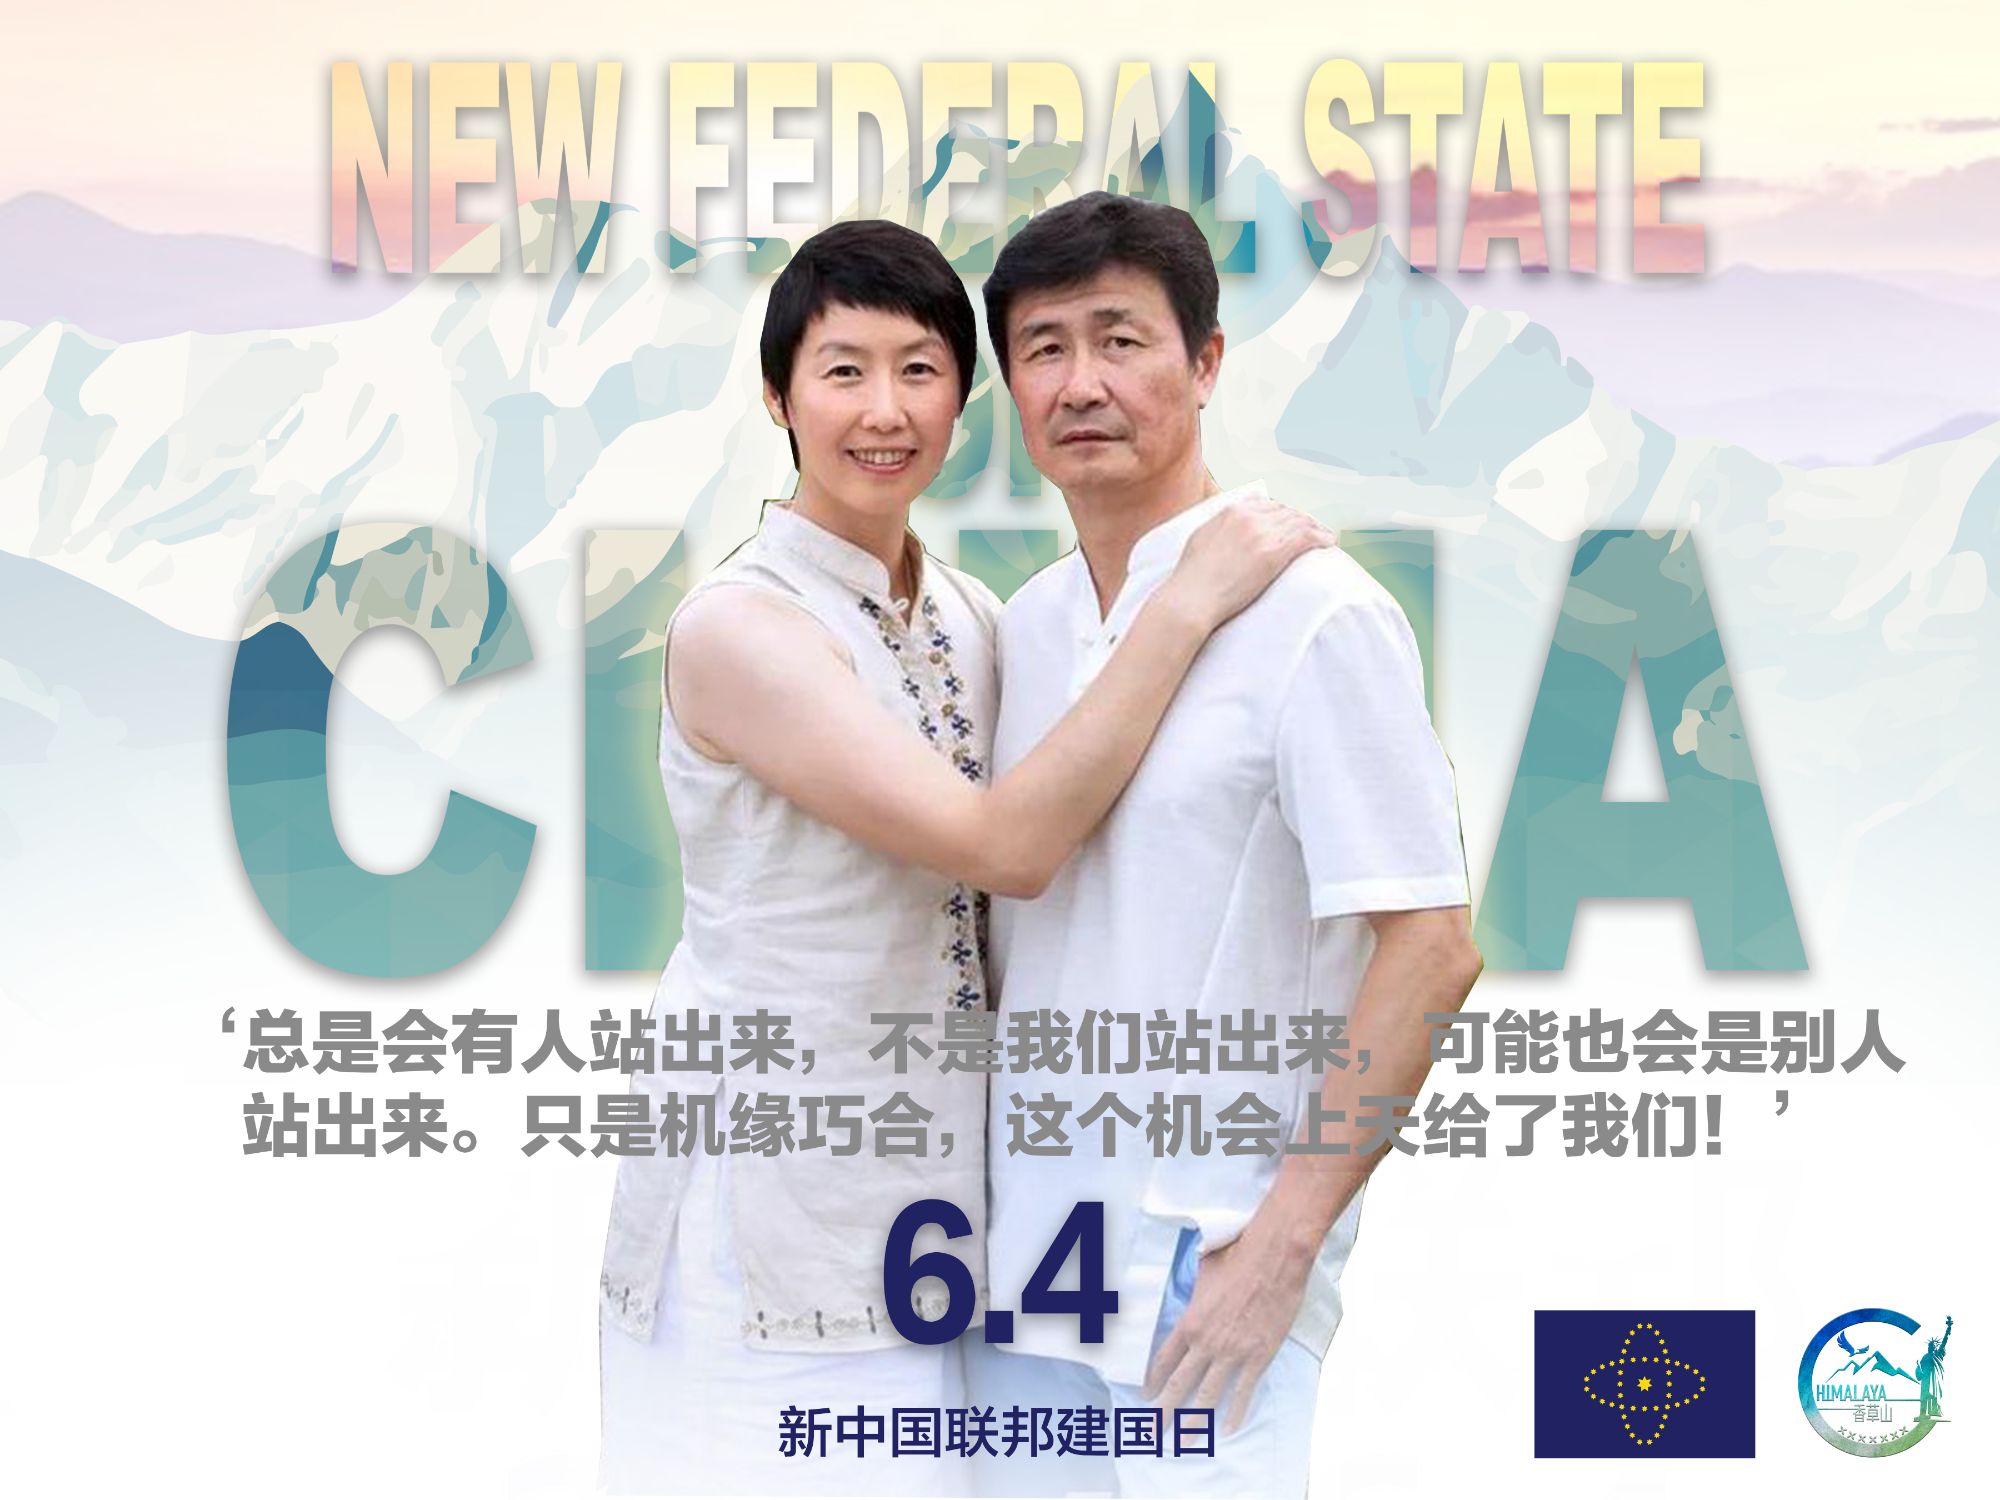 NEW FEDERAL STATE
OF
CHINA
‘总是会有人站出来，不是我们站出来，可能也会是别人
站出来。只是机缘巧合，这个机会上天给了我们！’
6.4
新中国联邦建国日
HIMALAYA
香草山